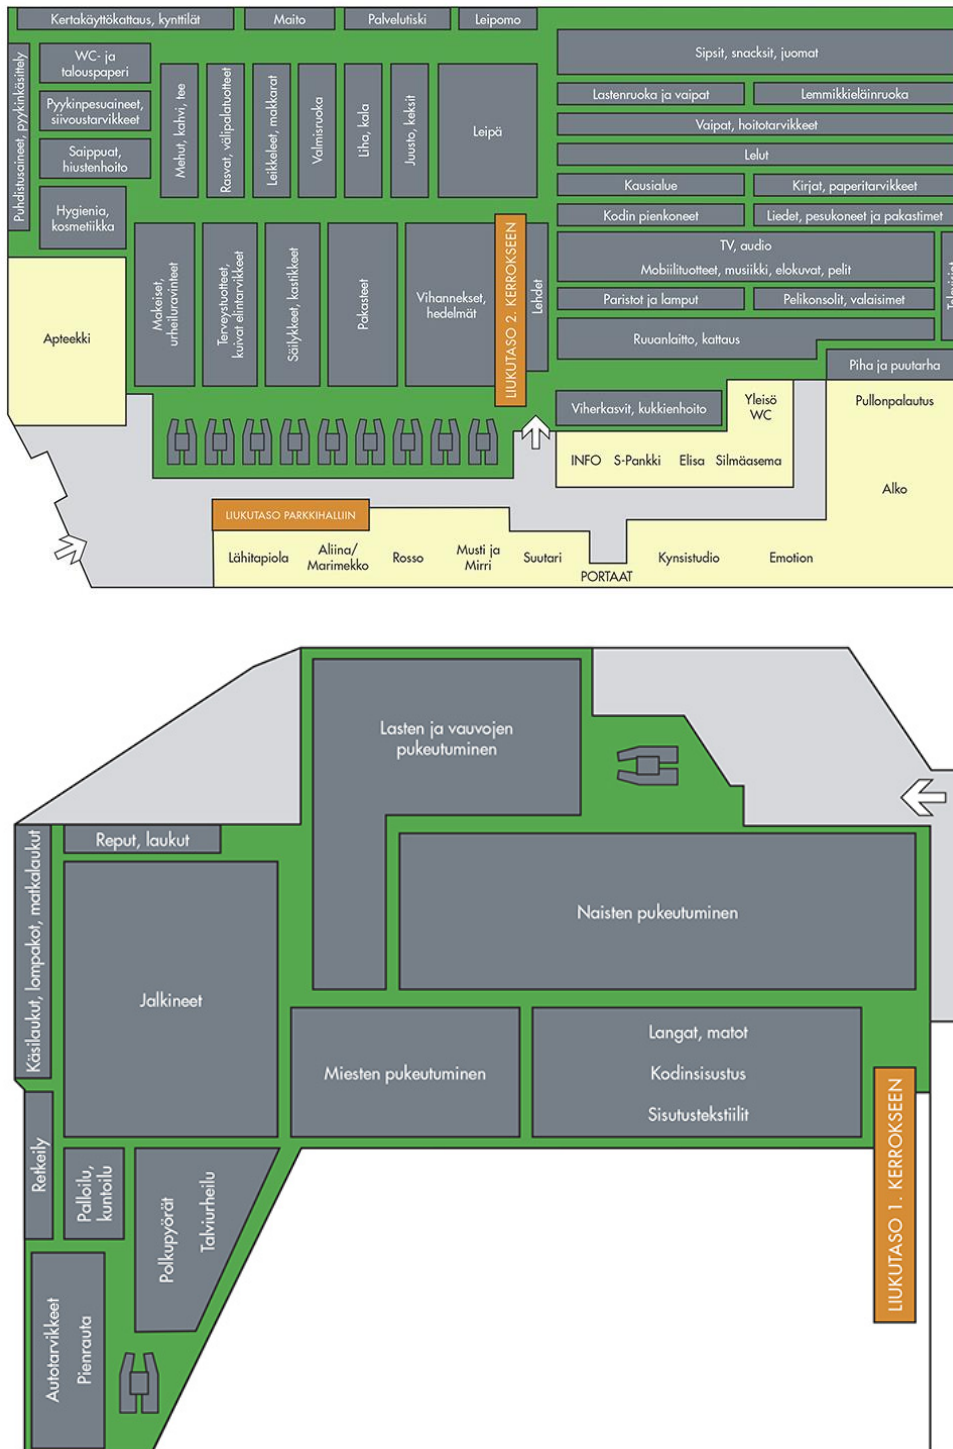 Kertakäyttökattaus, kynttilät
Maito
Palvelutiski
Leipomo
Puhdistusaineet, pyykinkäsittely
WC- ja
talouspaperi
Pyykinpesuaineet,
siivoustarvikkeet
Saippuat,
hiustenhoito
Hygienia,
kosmetiikka
Mehut, kahvi, tee
Rasvat, välipalatuotteet
Leikkeleet, makkarat
Valmisruoka
Liha, kala
Juusto, keksit
Leipä
Sipsit, snacksit, juomat
Lastenruoka ja vaipat
Lemmikkieläinruoka
Vaipat, hoitotarvikkeet
Lelut
Kausialue
Kirjat, paperitarvikkeet
Kodin pienkoneet
Liedet, pesukoneet ja pakastimet
TV, audio
Mobiilituotteet, musiikki, elokuvat, pelit
Paristot ja lamput
Pelikonsolit, valaisimet
Ruuanlaitto, kattaus
Piha ja puutarha
Apteekki
Makeiset,
urheiluravinteet
Terveystuotteet,
kuivat elintarvikkeet
Säilykkeet, kastikkeet
Pakasteet
Vihannekset,
hedelmät
LIUKUTASO 2. KERROKSEEN
Lehdet
Viherkasvit, kukkienhoito
Yleisö
WC
Pullonpalautus
INFO
S-Pankki
Elisa
Silmäasema
Alko
LIUKUTASO PARKKIHALLIIN
Lähitapiola
Aliina/
Marimekko
Rosso
Musti ja
Mirri
Suutari
PORTAAT
Kynsistudio
Emotion
Lasten ja vauvojen
pukeutuminen
Reput, laukut
Käsilaukut, lompakot, matkalaukut
Naisten pukeutuminen
Jalkineet
Miesten pukeutuminen
Langat, matot
Kodinsisustus
Sisutustekstiilit
LIUKUTASO 1. KERROKSEEN
Retkeily
Palloilu,
kuntoilu
Polkupyörät
Talviurheilu
Autotarvikkeet
Pienrauta